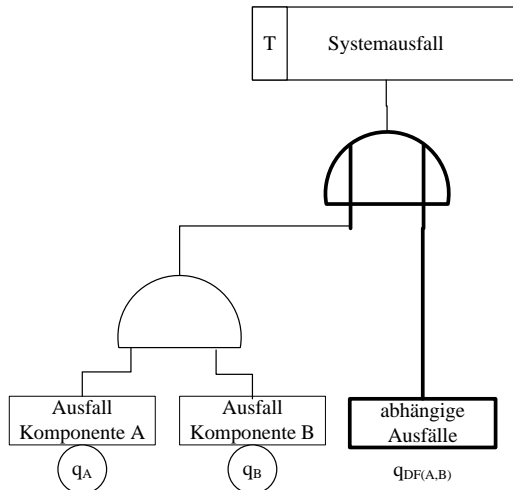 T
Systemausfall
Ausfall
Komponente A
Ausfall
Komponente B
abhängige
Ausfälle
qA
qB
qDF(A,B)